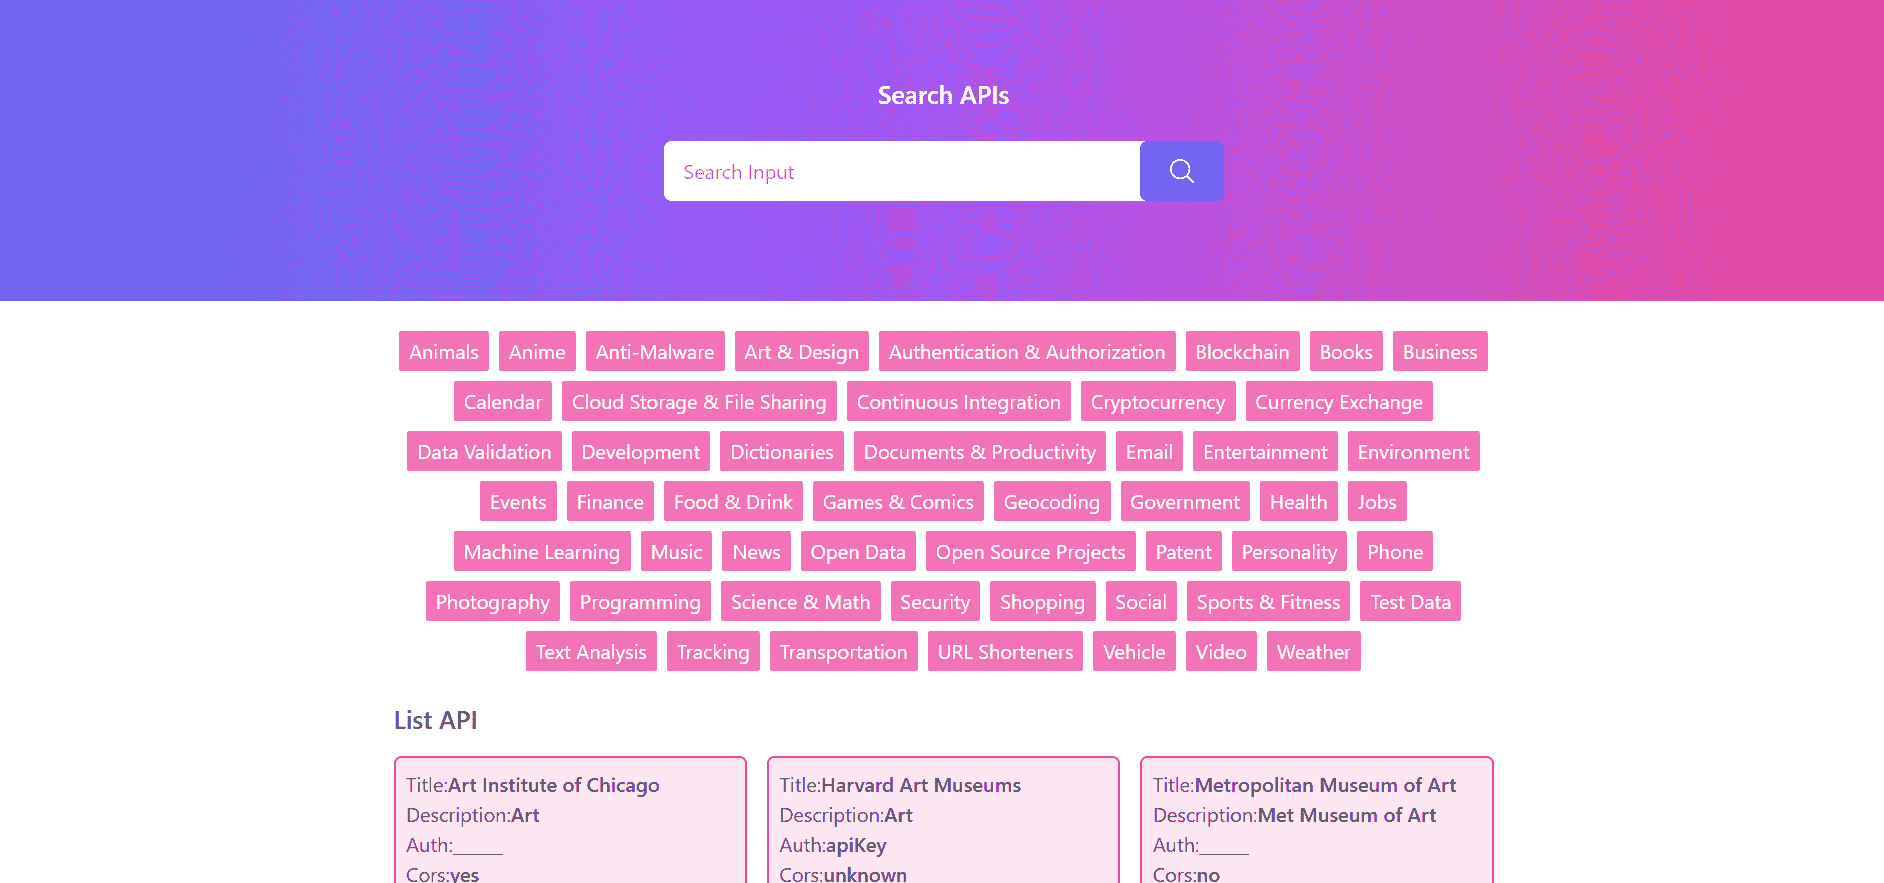 Search APIs
Search Input
Animals Anime Anti-Malware Art & Design Authentication & Authorization Blockchain Books Business
Calendar Cloud Storage & File Sharing Continuous Integration Cryptocurrency Currency Exchange
Data Validation Development Dictionaries Documents & Productivity Email Entertainment Environment
Events Finance Food & Drink Games & Comics Geocoding Government Health Jobs
Machine Learning Music News Open Data Open Source Projects Patent Personality Phone
Photography Programming Science & Math Security Shopping Social Sports & Fitness Test Data
Text Analysis Tracking Transportation URL Shorteners Vehicle Video Weather
List API
Title:Art Institute of Chicago
Description:Art
Auth:______
Cors:yes
Title:Harvard Art Museums
Description:Art
Auth:apiKey
Cors:unknown
Title:Metropolitan Museum of Art
Description:Met Museum of Art
Auth:______
Cors:no